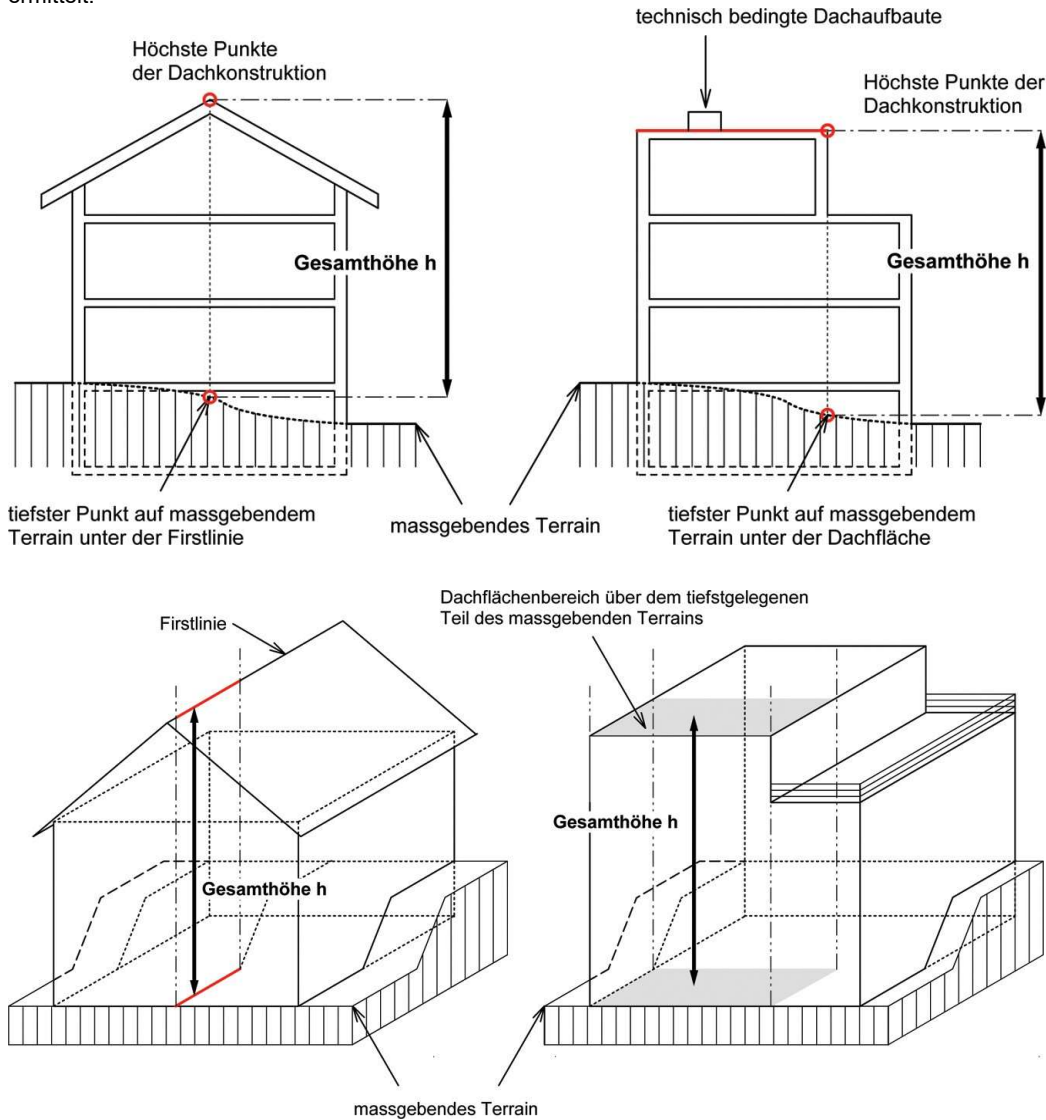 technisch bedingte Dachaufbaute
Höchste Punkte
der Dachkonstruktion
Höchste Punkte der
Dachkonstruktion
Gesamthöhe h
Gesamthöhe h
tiefster Punkt auf massgebendem
Terrain unter der Firstlinie
massgebendes Terrain
tiefster Punkt auf massgebendem
Terrain unter der Dachfläche
Dachflächenbereich über dem tiefstgelegenen
Teil des massgebenden Terrains
Firstlinie
Gesamthöhe h
Gesamthöhe h
massgebendes Terrain